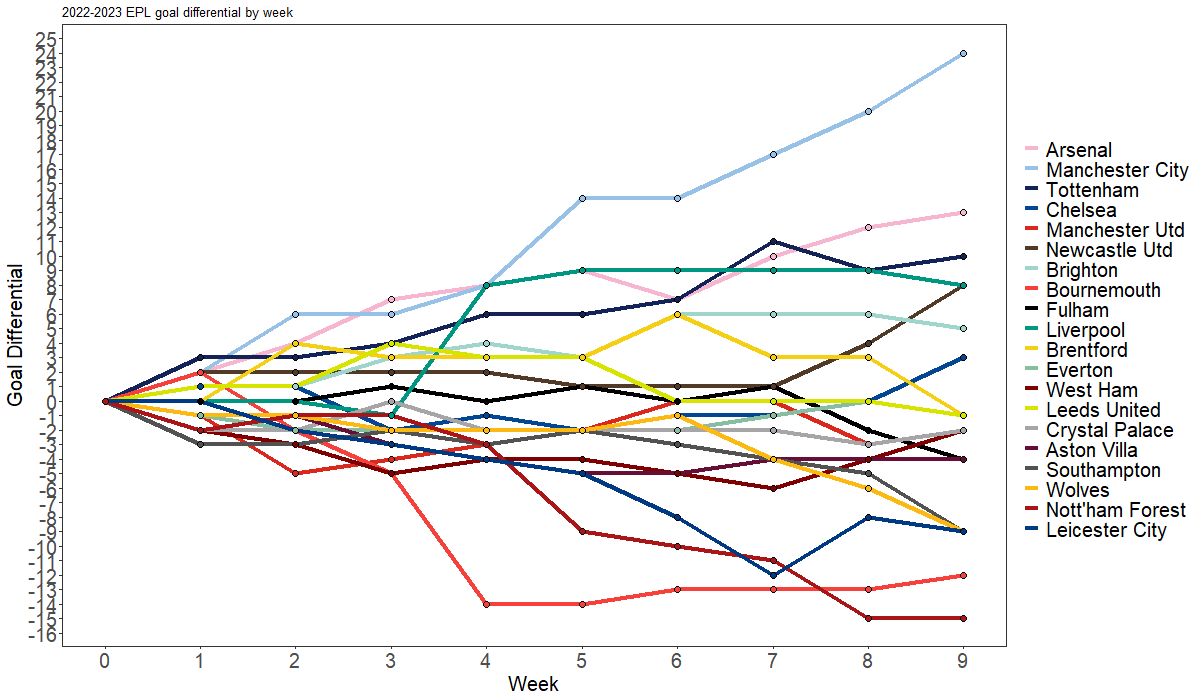 2022-2023 EPL goal differential by week
25
24
23
22
21
20
19
18
17
16
15
14
13
12
11
10
9
8
7
6
5
4
3
2
1
0
-1
-2
-3
-4
-5
-6
-7
-8
-9
-10
-11
-12
-13
-14
-15
-16
Goal Differential
0 1 2 3 4 5 6 7 8 9
Week
Arsenal
Manchester City
Tottenham
Chelsea
Manchester Utd
Newcastle Utd
Brighton
Bournemouth
Fulham
Liverpool
Brentford
Everton
West Ham
Leeds United
Crystal Palace
Aston Villa
Southampton
Wolves
Nott'ham Forest
Leicester City